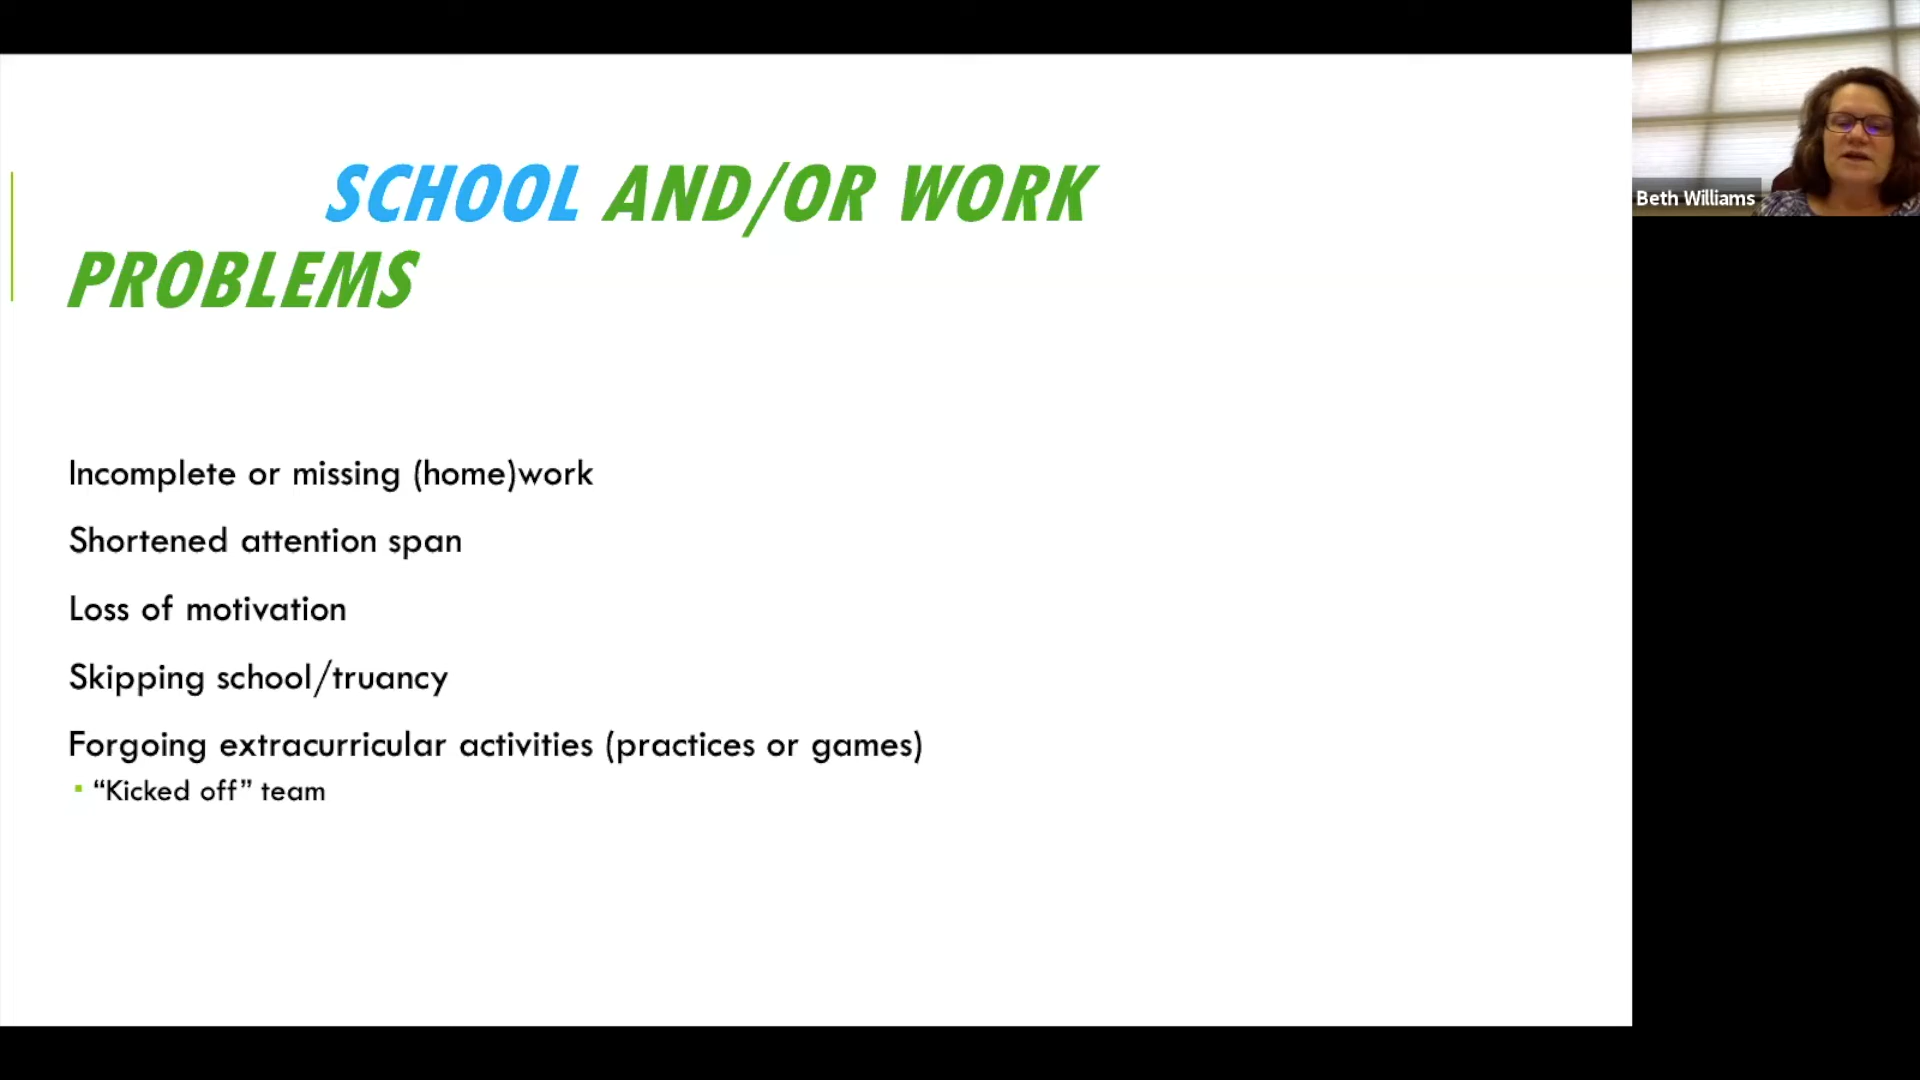 SCHOOL AND/OR WORK
PROBLEMS
Incomplete or missing (home)work
Shortened attention span
Loss of motivation
Skipping school/truancy
Forgoing extracurricular activities (practices or games)
▪ “Kicked off” team
Beth Williams